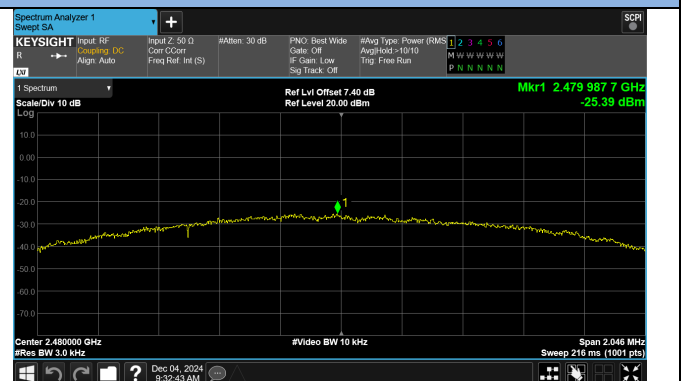 Spectrum Analyzer 1
Swept SA
+
SCPI
KEYSIGHT Input: RF Input Z: 50 Ω #Atten: 30 dB PNO: Best Wide #Avg Type: Power (RMS 1 2 3 4 5 6
R Coupling: DC Corr CCorr Gate: Off Avg|Hold:>10/10 M W W W W W
Align: Auto Freq Ref: Int (S) IF Gain: Low Trig: Free Run
LXI Sig Track: Off P N N N N N
1 Spectrum Ref Lvl Offset 7.40 dB Mkr1 2.479 987 7 GHz
Scale/Div 10 dB Ref Level 20.00 dBm -25.39 dBm
Log
10.0
0.00
-10.0
-20.0
1
-30.0
-40.0
-50.0
-60.0
-70.0
Center 2.480000 GHz #Video BW 10 kHz Span 2.046 MHz
#Res BW 3.0 kHz Sweep 216 ms (1001 pts)
? Dec 04, 2024
9:32:43 AM